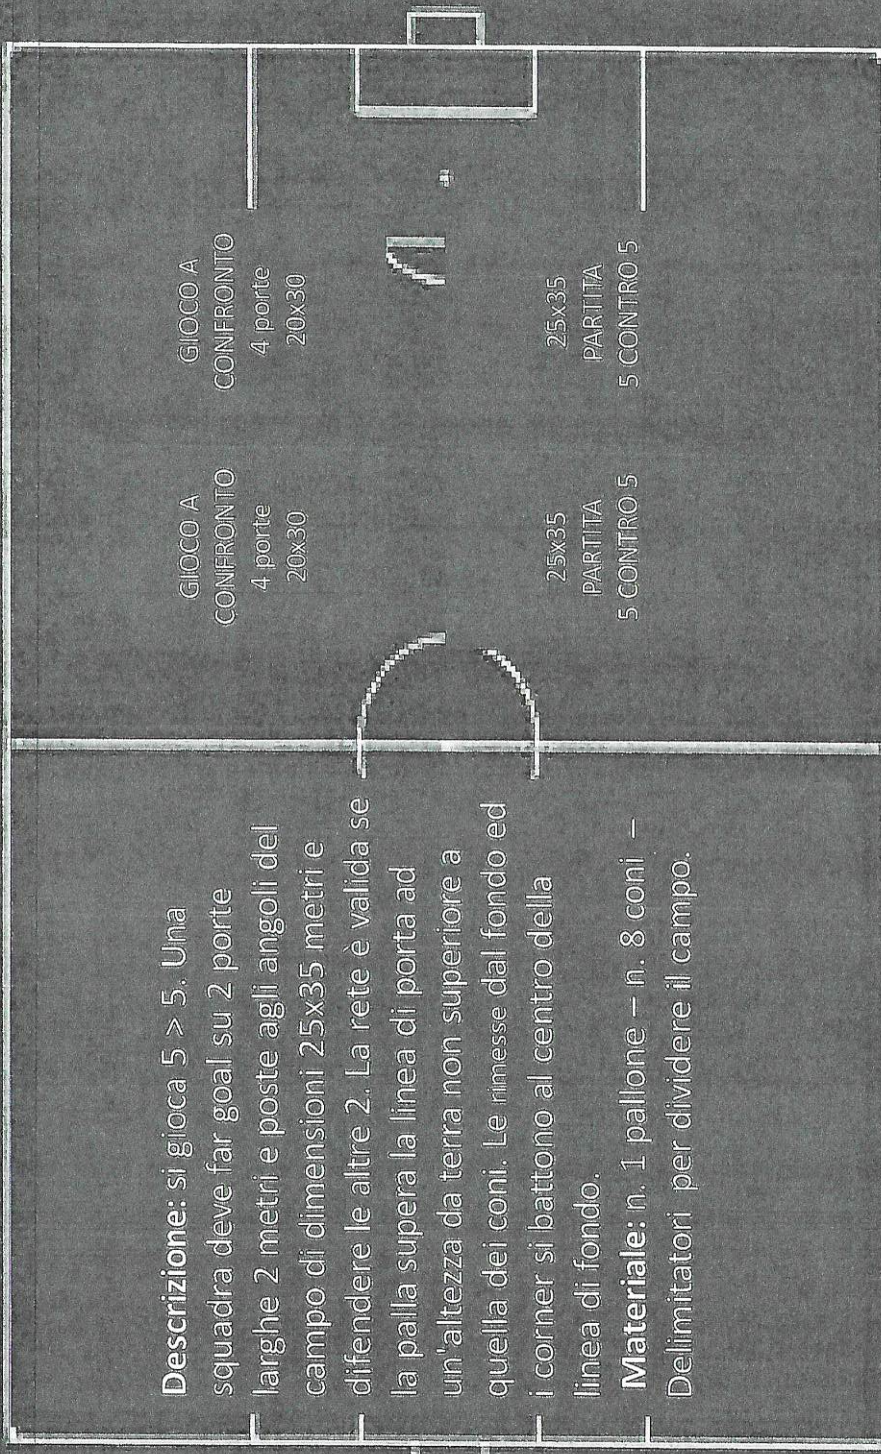 Descrizione: si gioca 5 > 5. Una
squadra deve far goal su 2 porte
larghe 2 metri e poste agli angoli del
campo di dimensioni 25x35 metri e
difendere le altre 2. La rete è valida se
la palla supera la linea di porta ad
un'altezza da terra non superiore a
quella dei coni. Le rimesse dal fondo ed
i corner si battono al centro della
linea di fondo.
Materiale: n. 1 pallone – n. 8 coni –
Delimitatori per dividere il campo.
GIOCO A
CONFRONTO
4 porte
20x30
GIOCO A
CONFRONTO
4 porte
20x30
25x35
PARTITA
5 CONTRO 5
25x35
PARTITA
5 CONTRO 5